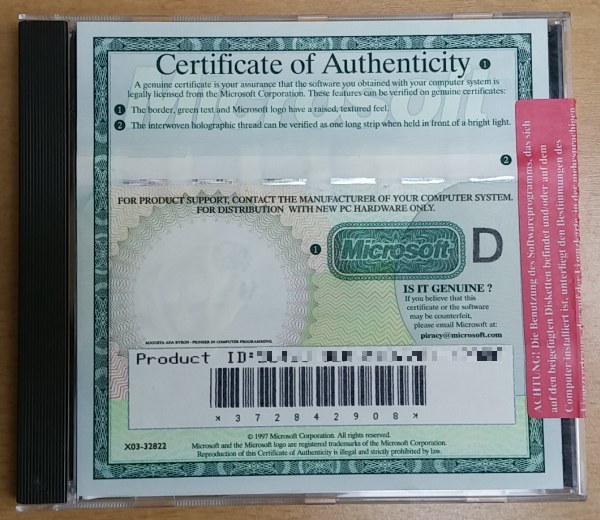 Certificate of Authenticity 1
A genuine certificate is your assurance that the software you obtained with your computer system is
legally licensed from the Microsoft Corporation. These features can be verified on genuine certificates:
1 The border, green text and Microsoft logo have a raised, textured feel.
2 The interwoven holographic thread can be verified as one long strip when held in front of a bright light.
2
FOR PRODUCT SUPPORT, CONTACT THE MANUFACTURER OF YOUR COMPUTER SYSTEM.
FOR DISTRIBUTION WITH NEW PC HARDWARE ONLY.
1 Microsoft D
IS IT GENUINE ?
If you believe that this
certificate or the software
may be counterfeit,
please email Microsoft at:
piracy@microsoft.com
AUGUSTA ADA BYRON - PIONEER IN COMPUTER PROGRAMMING.
Product ID:
* 3 7 2 8 4 2 9 0 8 *
© 1997 Microsoft Corporation. All rights reserved.
X03-32822
Microsoft and the Microsoft logo are registered trademarks of the Microsoft Corporation.
Reproduction of this Certificate of Authenticity is illegal and strictly prohibited by law.
ACHTUNG! Die Benutzung des Softwareprogramms, das sich
auf den beigefügten Disketten befindet und/oder auf dem
Computer installiert ist, unterliegt den Bestimmungen des